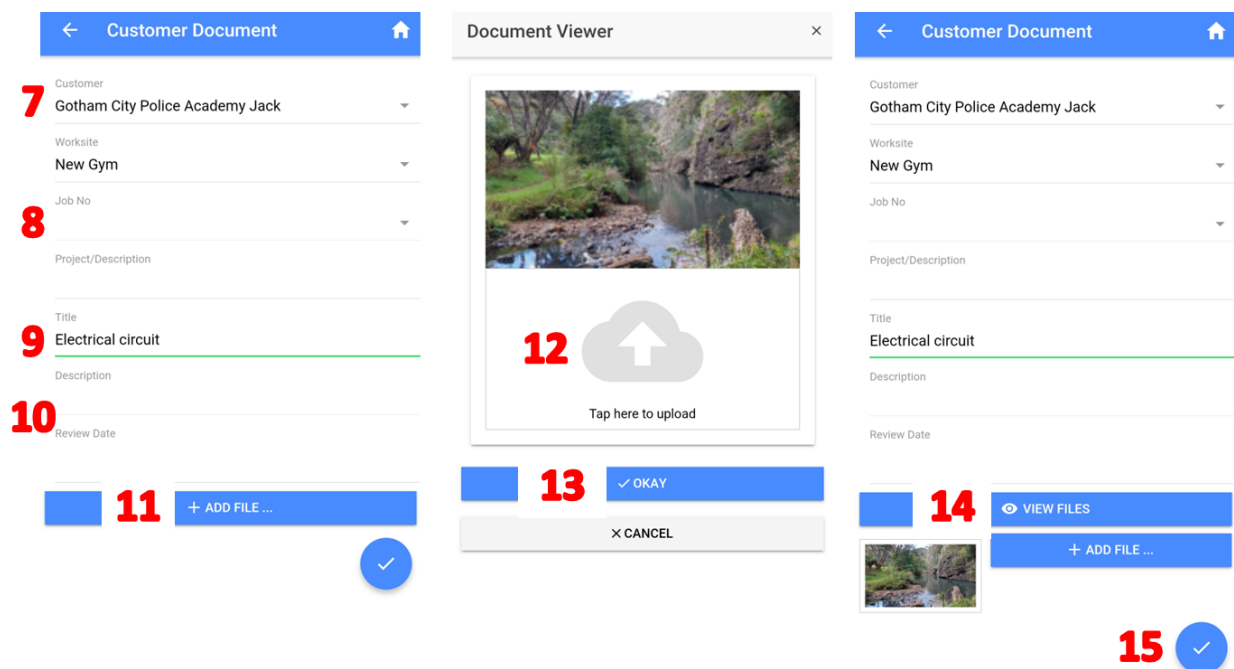 Customer Document
Customer
7
Gotham City Police Academy Jack
Worksite
New Gym
Job No
8
Project/Description
Title
9
Electrical circuit
Description
10
Review Date
11
+ ADD FILE ...
Document Viewer
×
12
Tap here to upload
13
✓ OKAY
× CANCEL
Customer Document
Customer
Gotham City Police Academy Jack
Worksite
New Gym
Job No
Project/Description
Title
Electrical circuit
Description
Review Date
14
VIEW FILES
+ ADD FILE ...
15